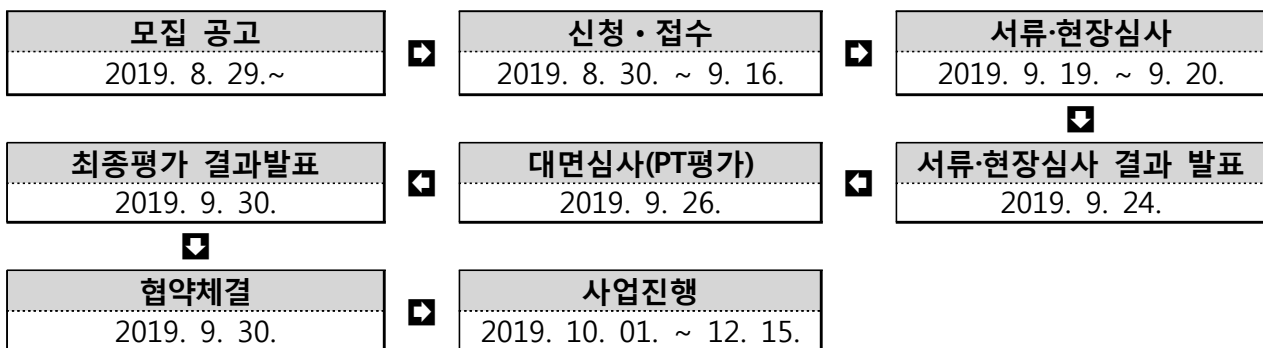 모집 공고
2019. 8. 29.~
신청・접수
2019. 8. 30. ~ 9. 16.
서류·현장심사
2019. 9. 19. ~ 9. 20.
서류·현장심사 결과 발표
2019. 9. 24.
대면심사(PT평가)
2019. 9. 26.
최종평가 결과발표
2019. 9. 30.
협약체결
2019. 9. 30.
사업진행
2019. 10. 01. ~ 12. 15.